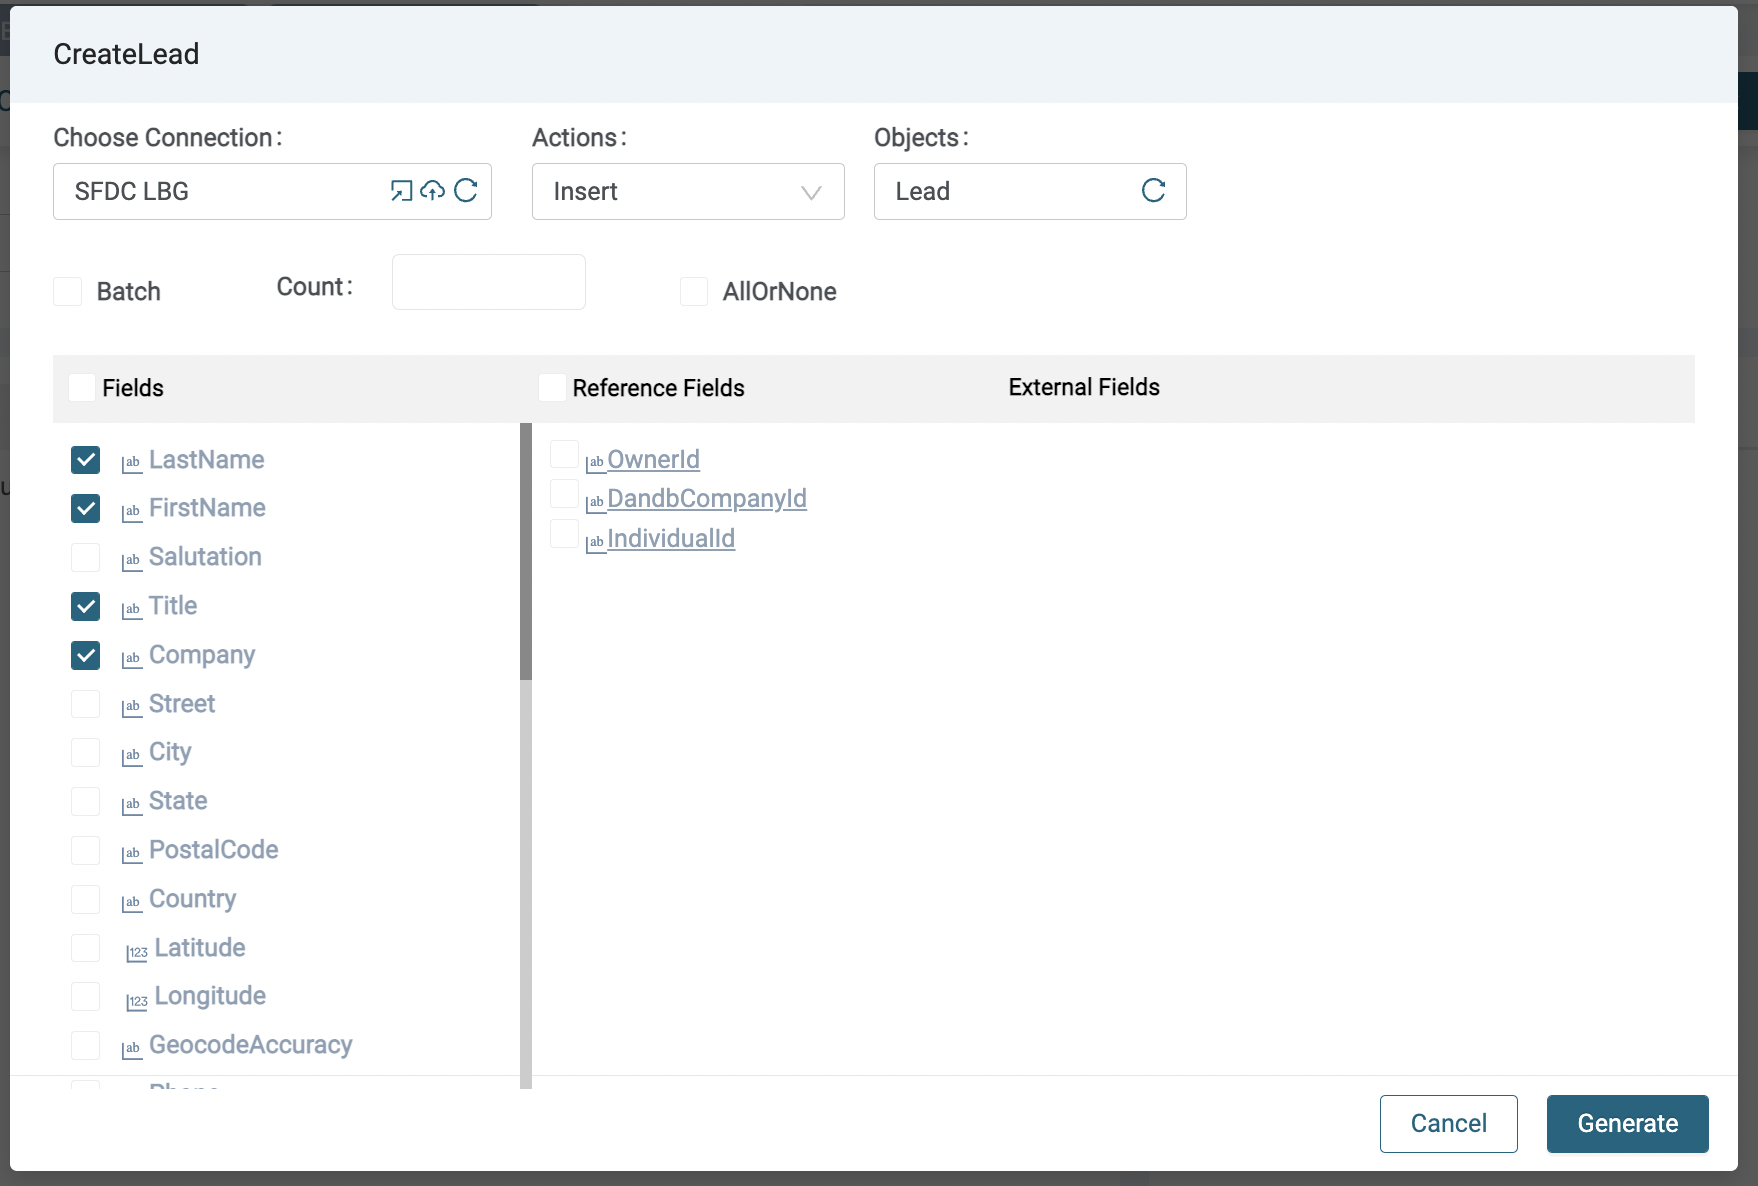 CreateLead
Choose Connection :
Actions :
Objects :
SFDC LBG
Insert
Lead
Batch
Count :
AllOrNone
Fields
Reference Fields
External Fields
ab LastName
ab FirstName
ab Salutation
ab Title
ab Company
ab Street
ab City
ab State
ab PostalCode
ab Country
123 Latitude
123 Longitude
ab GeocodeAccuracy
ab OwnerId
ab DandbCompanyId
ab IndividualId
Cancel
Generate